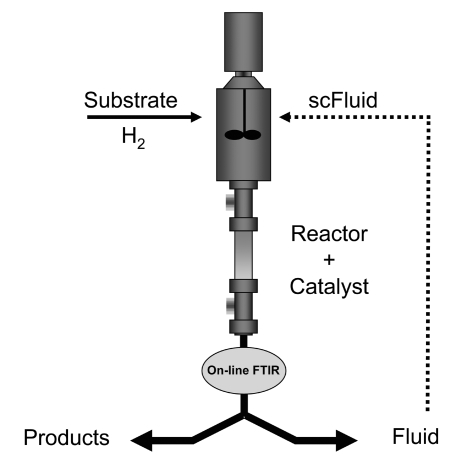 Substrate
H₂
scFluid
Reactor
+
Catalyst
On-line FTIR
Products
Fluid